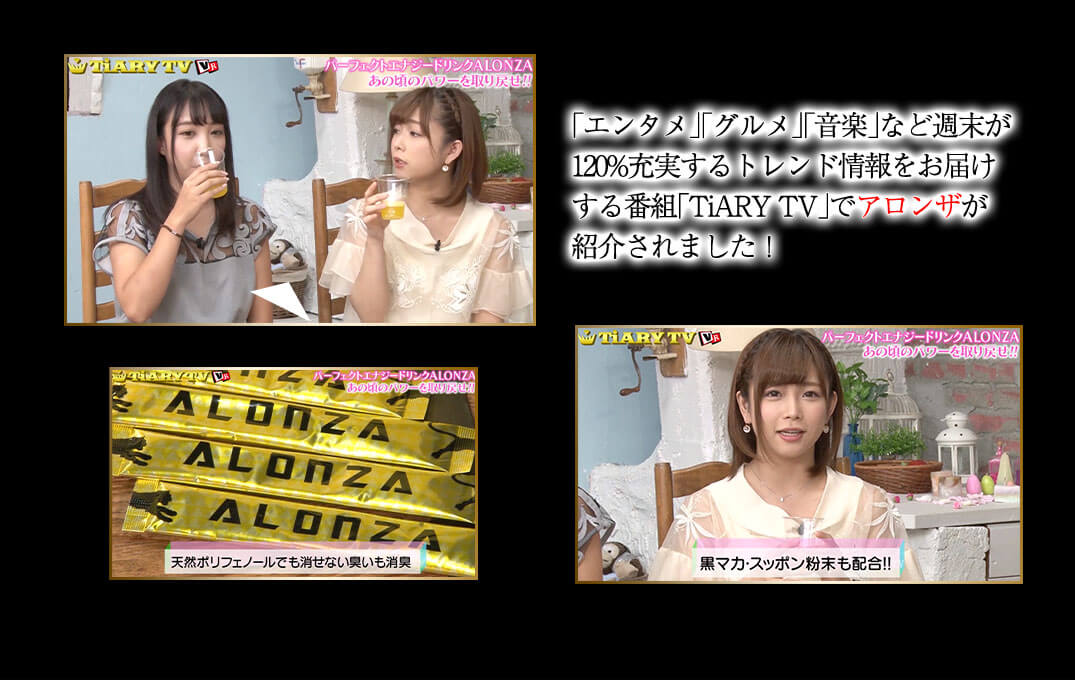 TiARY TV VR
パーフェクトエナジードリンクALONZA
あの頃のパワーを取り戻せ!!
「エンタメ」「グルメ」「音楽」など週末が
120%充実するトレンド情報をお届け
する番組「TiARY TV」でアロンザが
紹介されました！
TiARY TV VR
パーフェクトエナジードリンクALONZA
あの頃のパワーを取り戻せ!!
ALONZA
ALONZA
ALONZA
天然ポリフェノールでも消せない臭いも消臭
TiARY TV VR
パーフェクトエナジードリンクALONZA
あの頃のパワーを取り戻せ!!
黒マカ･スッポン粉末も配合!!